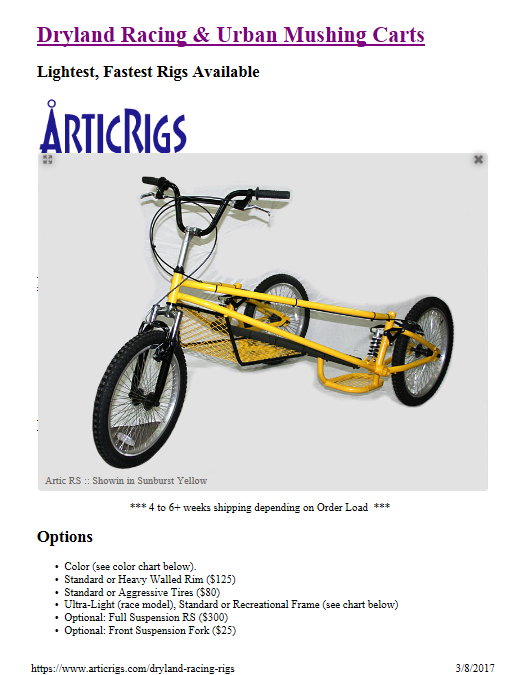 Dryland Racing & Urban Mushing Carts
Lightest, Fastest Rigs Available
ÅRTICRIGS
Artic RS :: Showin in Sunburst Yellow
*** 4 to 6+ weeks shipping depending on Order Load ***
Options
• Color (see color chart below).
• Standard or Heavy Walled Rim ($125)
• Standard or Aggressive Tires ($80)
• Ultra-Light (race model), Standard or Recreational Frame (see chart below)
• Optional: Full Suspension RS ($300)
• Optional: Front Suspension Fork ($25)
https://www.articrigs.com/dryland-racing-rigs 3/8/2017